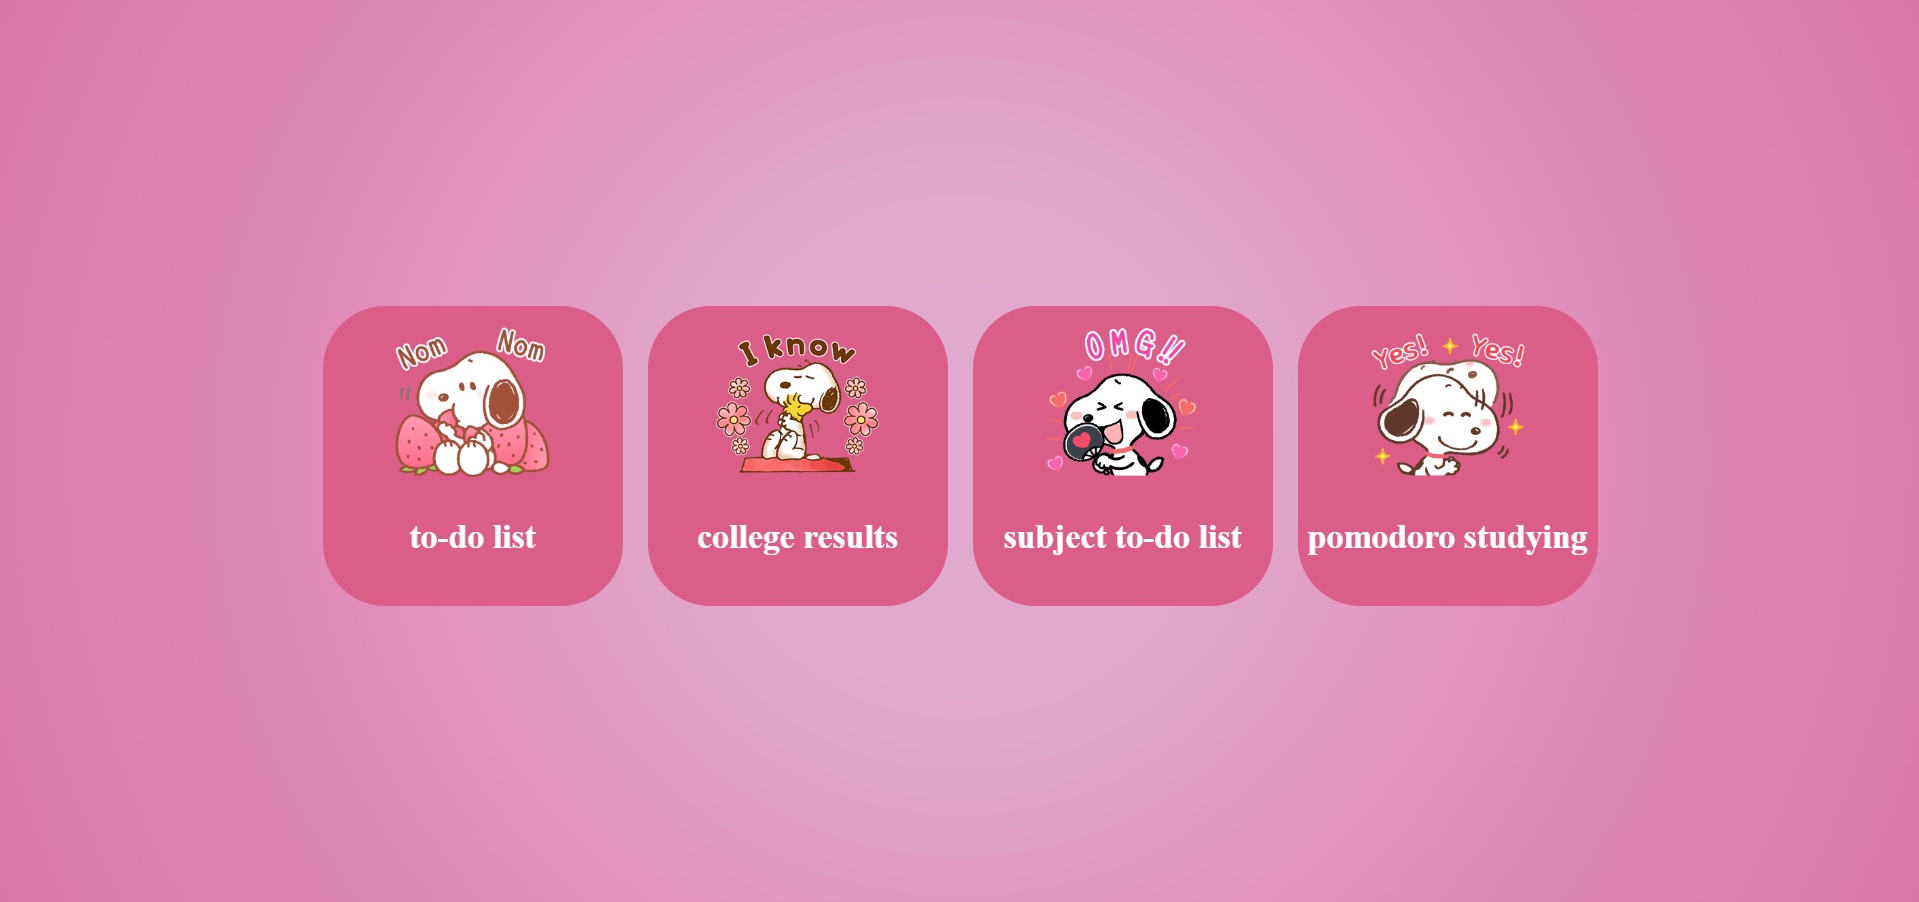 Nom Nom
I know
OMG!!
Yes! Yes!
to-do list
college results
subject to-do list
pomodoro studying